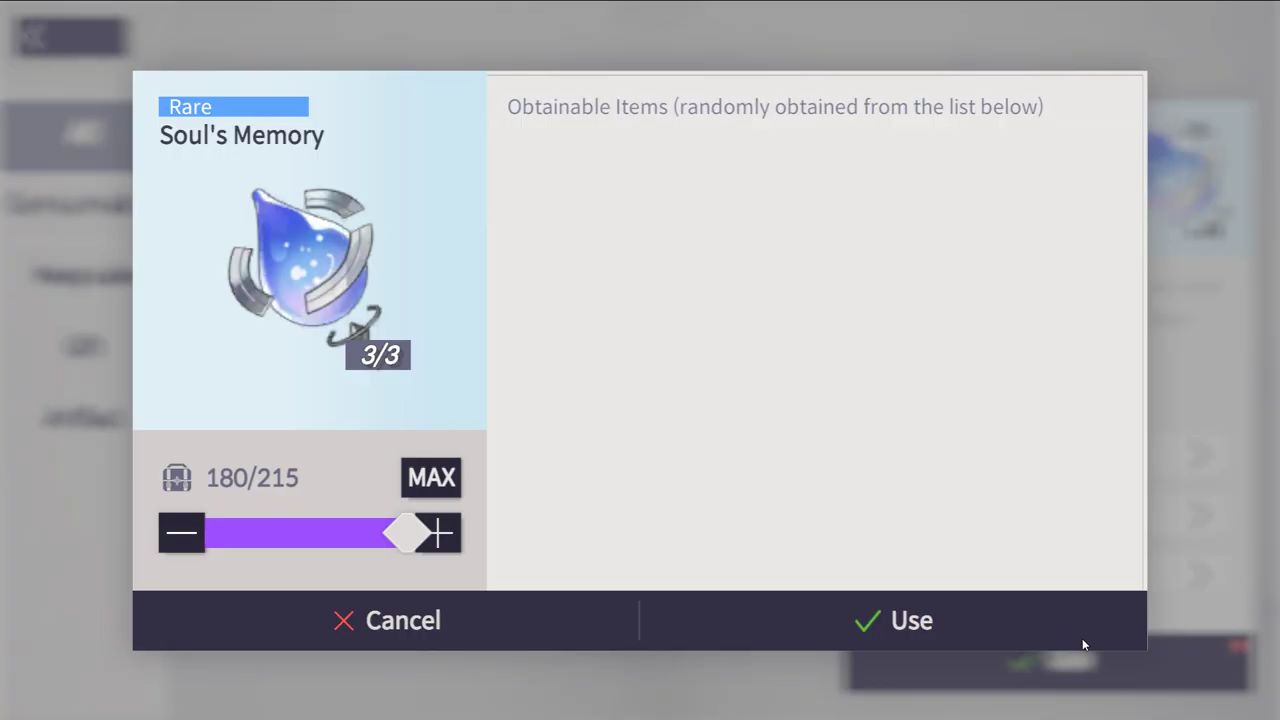 Rare
Soul's Memory
3/3
180/215
MAX
Obtainable Items (randomly obtained from the list below)
Cancel
Use